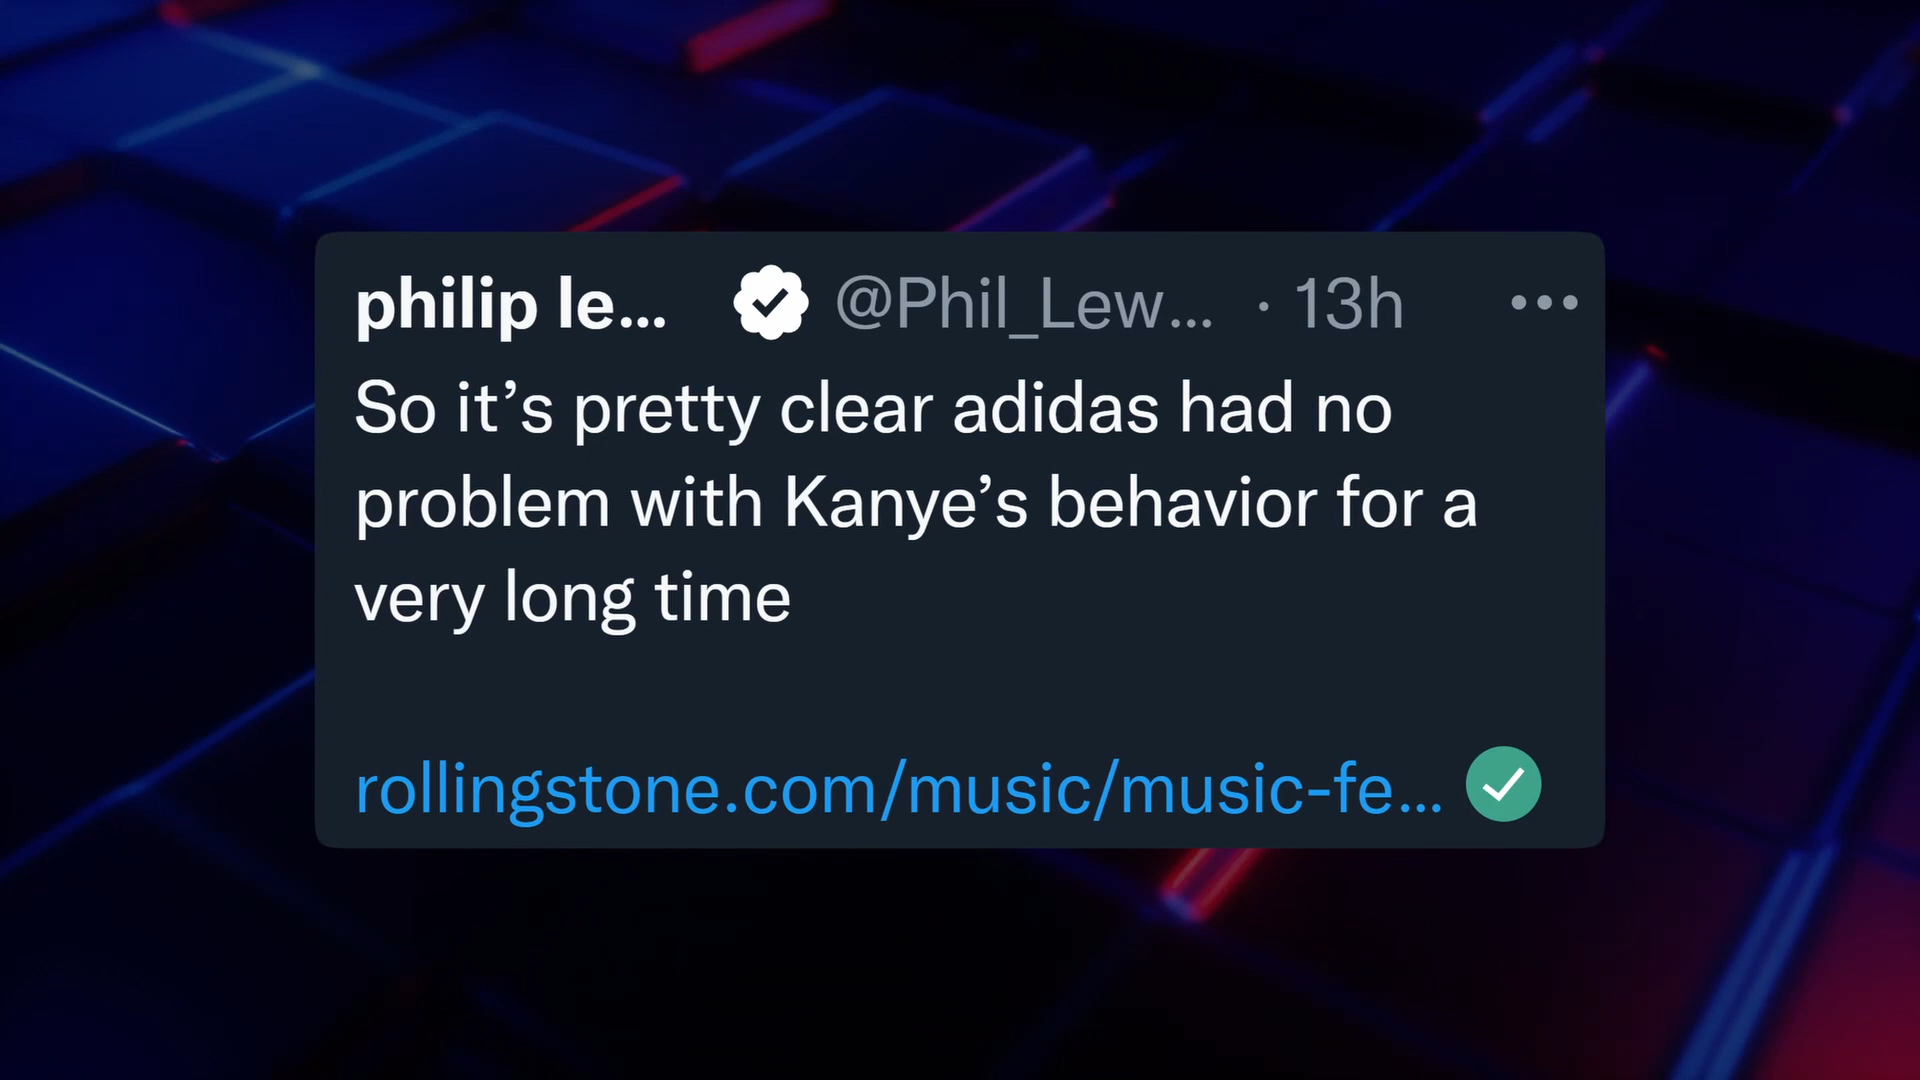 philip le... @Phil_Lew... · 13h
So it’s pretty clear adidas had no
problem with Kanye’s behavior for a
very long time
rollingstone.com/music/music-fe...